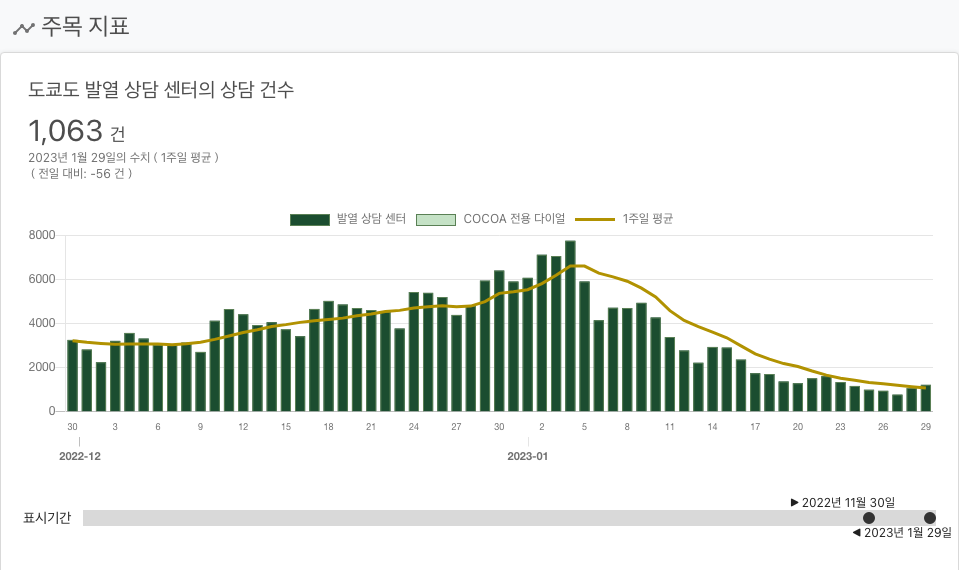 주목 지표
도쿄도 발열 상담 센터의 상담 건수
1,063 건
2023년 1월 29일의 수치 ( 1주일 평균 )
( 전일 대비: -56 건 )
발열 상담 센터 COCOA 전용 다이얼 1주일 평균
8000
6000
4000
2000
0
30 3 6 9 12 15 18 21 24 27 30 2 5 8 11 14 17 20 23 26 29
2022-12 2023-01
▶ 2022년 11월 30일
표시기간
◀ 2023년 1월 29일